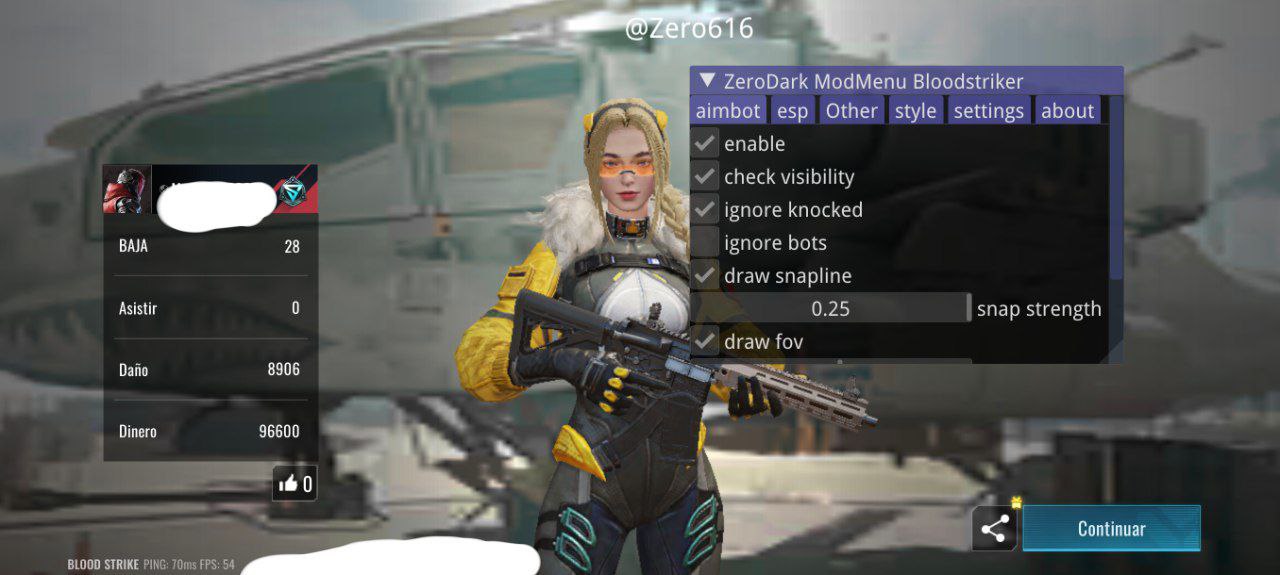 @Zero616
ZeroDark ModMenu Bloodstriker
aimbot esp Other style settings about
enable
check visibility
ignore knocked
ignore bots
draw snapline
0.25 snap strength
draw fov
BAJA 28
Asistir 0
Daño 8906
Dinero 96600
0
Continuar
BLOOD STRIKE PING: 70ms FPS: 54